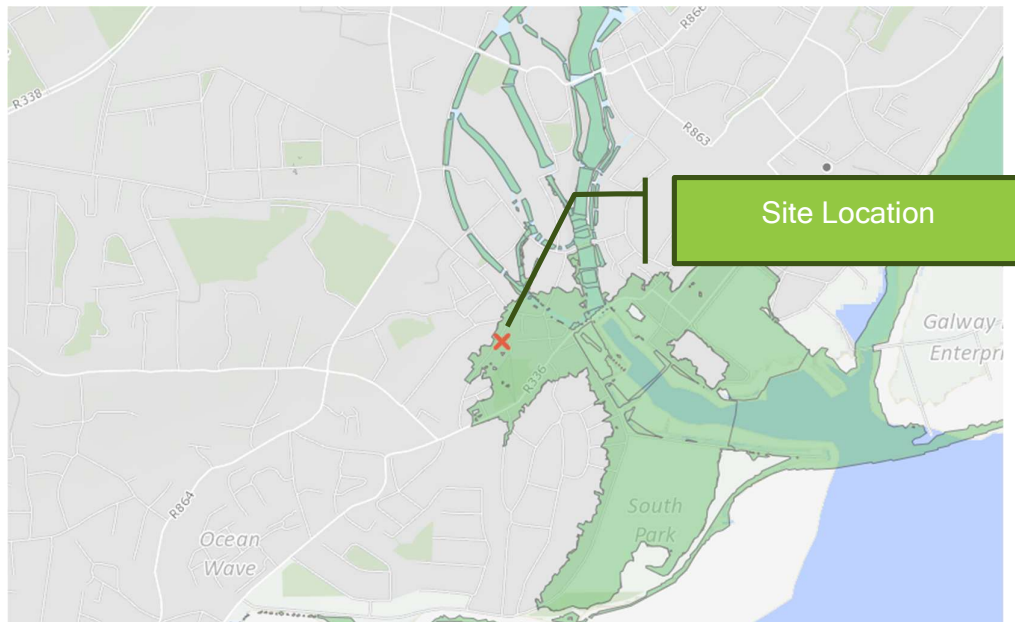 R866
R338
R863
Site Location
Galway
Enterpri
R336
R864
South
Park
Ocean
Wave